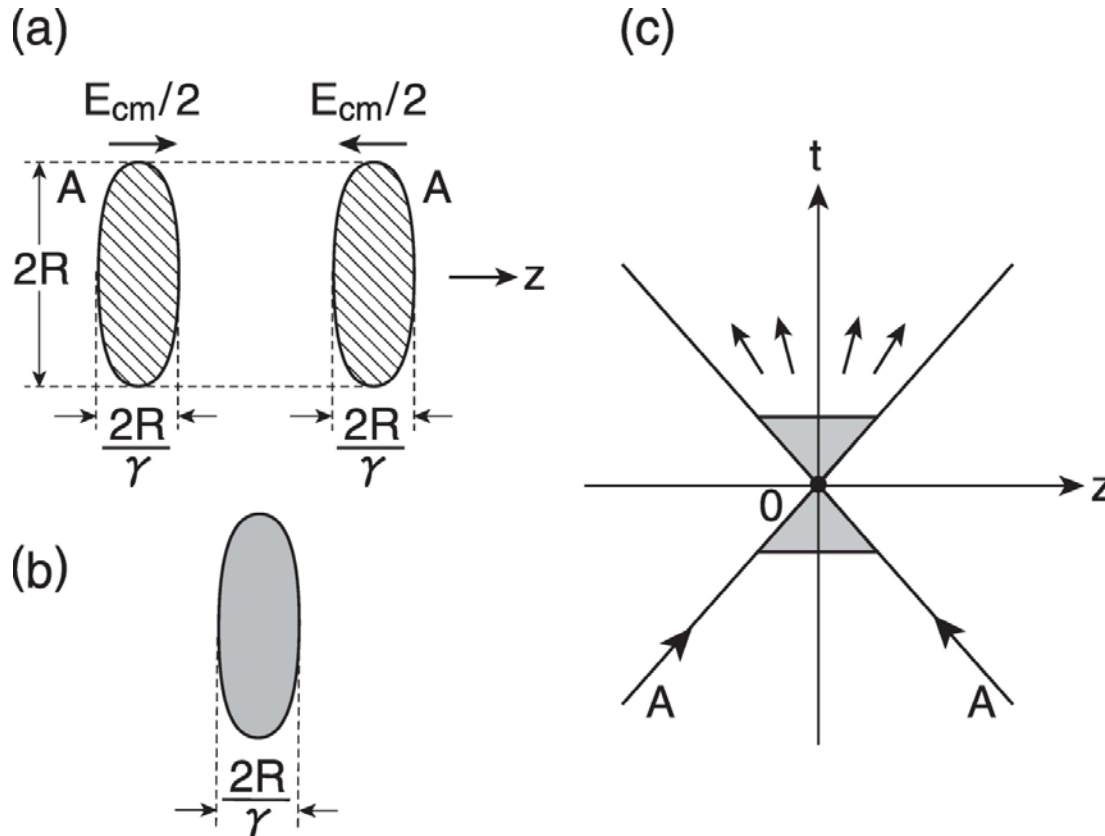 (a)
E_cm/2 E_cm/2
A A
2R
z
2R/γ 2R/γ
(b)
2R/γ
(c)
t
0
z
A A